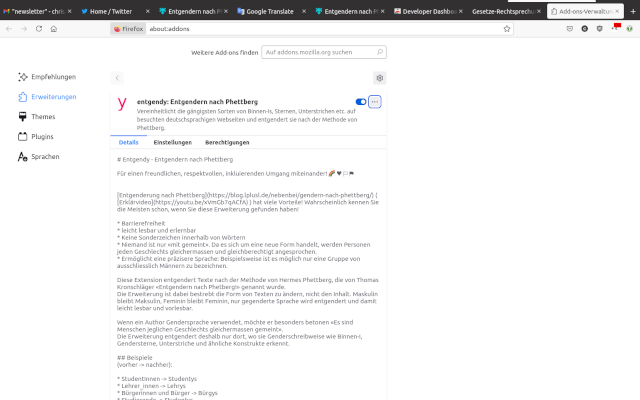 "newsletter" - chris
Home / Twitter
Entgendern nach Ph
Google Translate
Entgendern nach Ph
Developer Dashboa
Gesetze-Rechtsprechu
Add-ons-Verwaltun
Firefox
about:addons
Weitere Add-ons finden
Auf addons.mozilla.org suchen
Empfehlungen
Erweiterungen
Themes
Plugins
Sprachen
y
entgendy: Entgendern nach Phettberg
Vereinheitlicht die gängigsten Sorten von Binnen-Is, Sternen, Unterstrichen etc. auf
besuchten deutschsprachigen Webseiten und entgendert sie nach der Methode von
Phettberg.
Details Einstellungen Berechtigungen
# Entgendy - Entgendern nach Phettberg
Für einen freundlichen, respektvollen, inkluierenden Umgang miteinander!
[Entgenderung nach Phettberg](https://blog.lplusl.de/nebenbei/gendern-nach-phettberg/) (
[Erklärvideo](https://youtu.be/xVmGb7qACfA) ) hat viele Vorteile! Wahrscheinlich kennen Sie
die Meisten schon, wenn Sie diese Erweiterung gefunden haben!
* Barrierefreiheit
* leicht lesbar und erlernbar
* Keine Sonderzeichen innerhalb von Wörtern
* Niemand ist nur «mit gemeint». Da es sich um eine neue Form handelt, werden Personen
jeden Geschlechts gleichermassen und gleichberechtigt angesprochen.
* Ermöglicht eine präzisere Sprache: Beispielsweise ist es möglich nur eine Gruppe von
ausschliesslich Männern zu bezeichnen.
Diese Extension entgendert Texte nach der Methode von Hermes Phettberg, die von Thomas
Kronschläger «Entgendern nach Phettberg» genannt wurde.
Die Erweiterung ist dabei bestrebt die Form von Texten zu ändern, nicht den Inhalt. Maskulin
bleibt Maksulin, Feminin bleibt Feminin, nur gegenderte Sprache wird entgendert und damit
leicht lesbar und vorlesbar.
Wenn ein Author Gendersprache verwendet, möchte er besonders betonen «Es sind
Menschen jeglichen Geschlechts gleichermassen gemeint».
Die Erweiterung entgendert deshalb nur dort, wo sie Genderschreibweise wie Binnen-i,
Gendersterne, Unterstriche und ähnliche Konstrukte erkennt.
## Beispiele
(vorher -> nachher):
* StudentInnen -> Studentys
* Lehrer_innen -> Lehrys
* Bürgerinnen und Bürger -> Bürgys
* Studierende -> Studentys